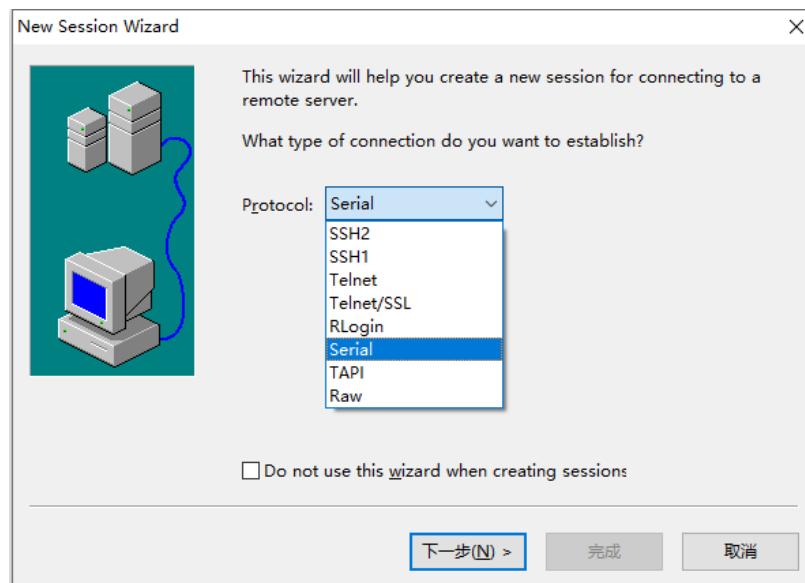 New Session Wizard
This wizard will help you create a new session for connecting to a
remote server.
What type of connection do you want to establish?
Protocol: Serial
SSH2
SSH1
Telnet
Telnet/SSL
RLogin
Serial
TAPI
Raw
Do not use this wizard when creating sessions
下一步(N) > 完成 取消